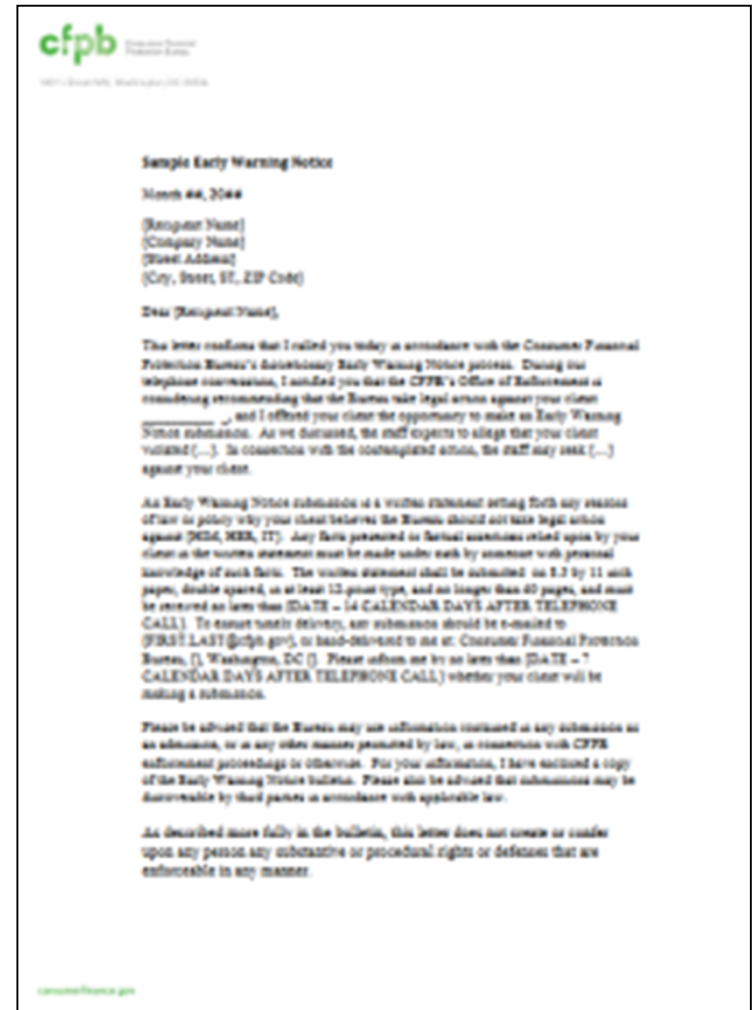 cfpb Consumer Financial
Protection Bureau
Sample Early Warning Notice
Month ##, 20##
[Recipient Name]
[Company Name]
[Street Address]
[City, Street, ST, ZIP Code]
Dear [Recipient Name],
This letter confirms that I called you today in accordance with the Consumer Financial
Protection Bureau's discretionary Early Warning Notice process. During our
telephone conversation, I notified you that the CFPB's Office of Enforcement is
considering recommending that the Bureau take legal action against your client
__________ _, and I offered your client the opportunity to make an Early Warning
Notice submission. As we discussed, the staff expects to allege that your client
violated [...]. In connection with the contemplated action, the staff may seek [...]
against your client.
An Early Warning Notice submission is a written statement setting forth any reasons
of law or policy why your client believes the Bureau should not take legal action
against [HIM, HER, IT]. Any facts presented or factual assertions relied upon by your
client in the written statement must be made under oath by someone with personal
knowledge of such facts. The written statement shall be submitted on 8.5 by 11 inch
paper, double spaced, in at least 12-point type, and no longer than 40 pages, and must
be received no later than [DATE – 14 CALENDAR DAYS AFTER TELEPHONE
CALL]. To ensure timely delivery, any submission should be e-mailed to
[FIRST.LAST@cfpb.gov], or hand-delivered to me at: Consumer Financial Protection
Bureau, [], Washington, DC []. Please inform me by no later than [DATE – 7
CALENDAR DAYS AFTER TELEPHONE CALL] whether your client will be
making a submission.
Please be advised that the Bureau may use information contained in any submission as
an admission, or in any other manner permitted by law, in connection with CFPB
enforcement proceedings or otherwise. For your information, I have enclosed a copy
of the Early Warning Notice bulletin. Please also be advised that submissions may be
discoverable by third parties in accordance with applicable law.
As described more fully in the bulletin, this letter does not create or confer
upon any person any substantive or procedural rights or defenses that are
enforceable in any manner.
consumerfinance.gov